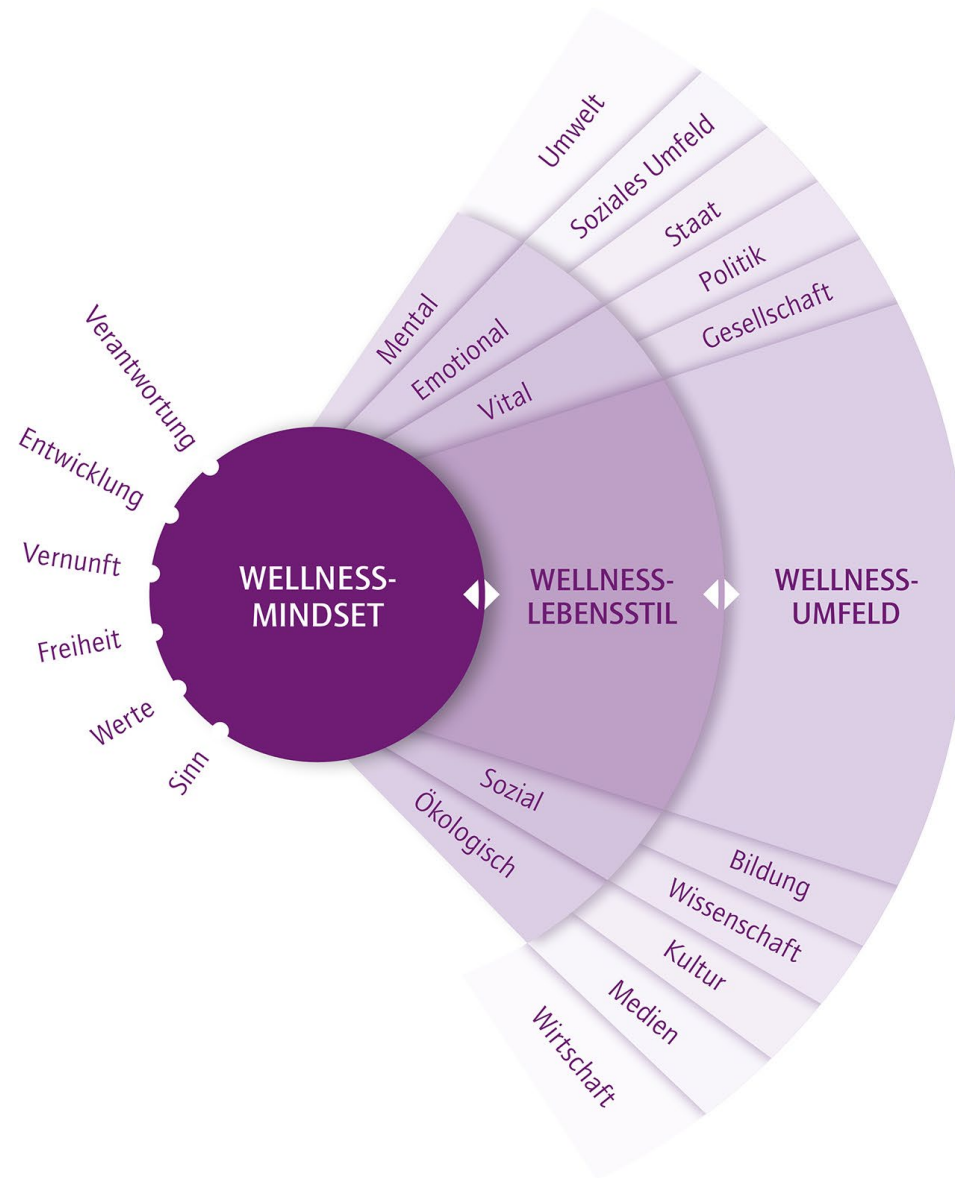 Umwelt
Soziales Umfeld
Staat
Politik
Gesellschaft
Mental
Emotional
Vital
Verantwortung
Entwicklung
Vernunft
Freiheit
Werte
Sinn
WELLNESS-
MINDSET
WELLNESS-
LEBENSSTIL
WELLNESS-
UMFELD
Sozial
Ökologisch
Bildung
Wissenschaft
Kultur
Medien
Wirtschaft